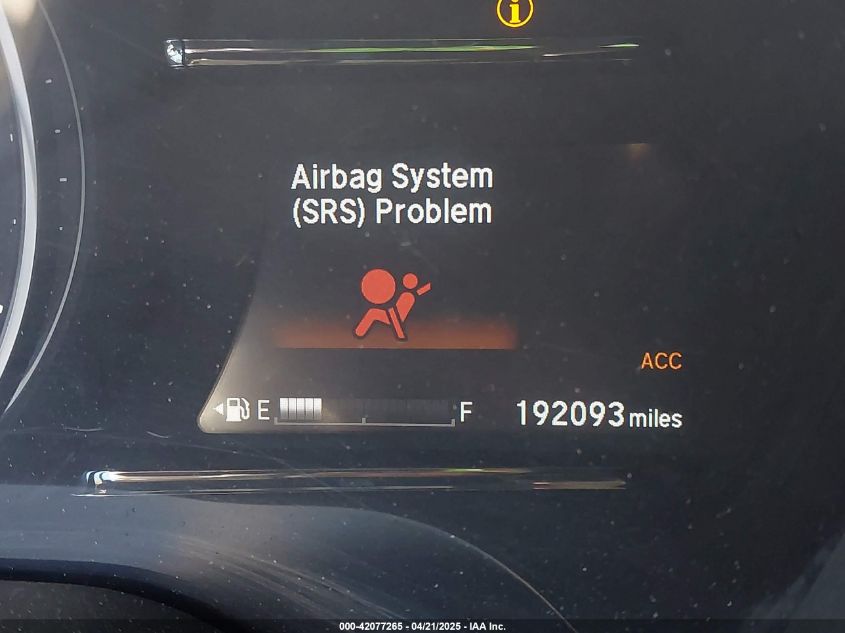 Airbag System
(SRS) Problem
ACC
E F 192093 miles
000-42077265 - 04/21/2025 - IAA Inc.